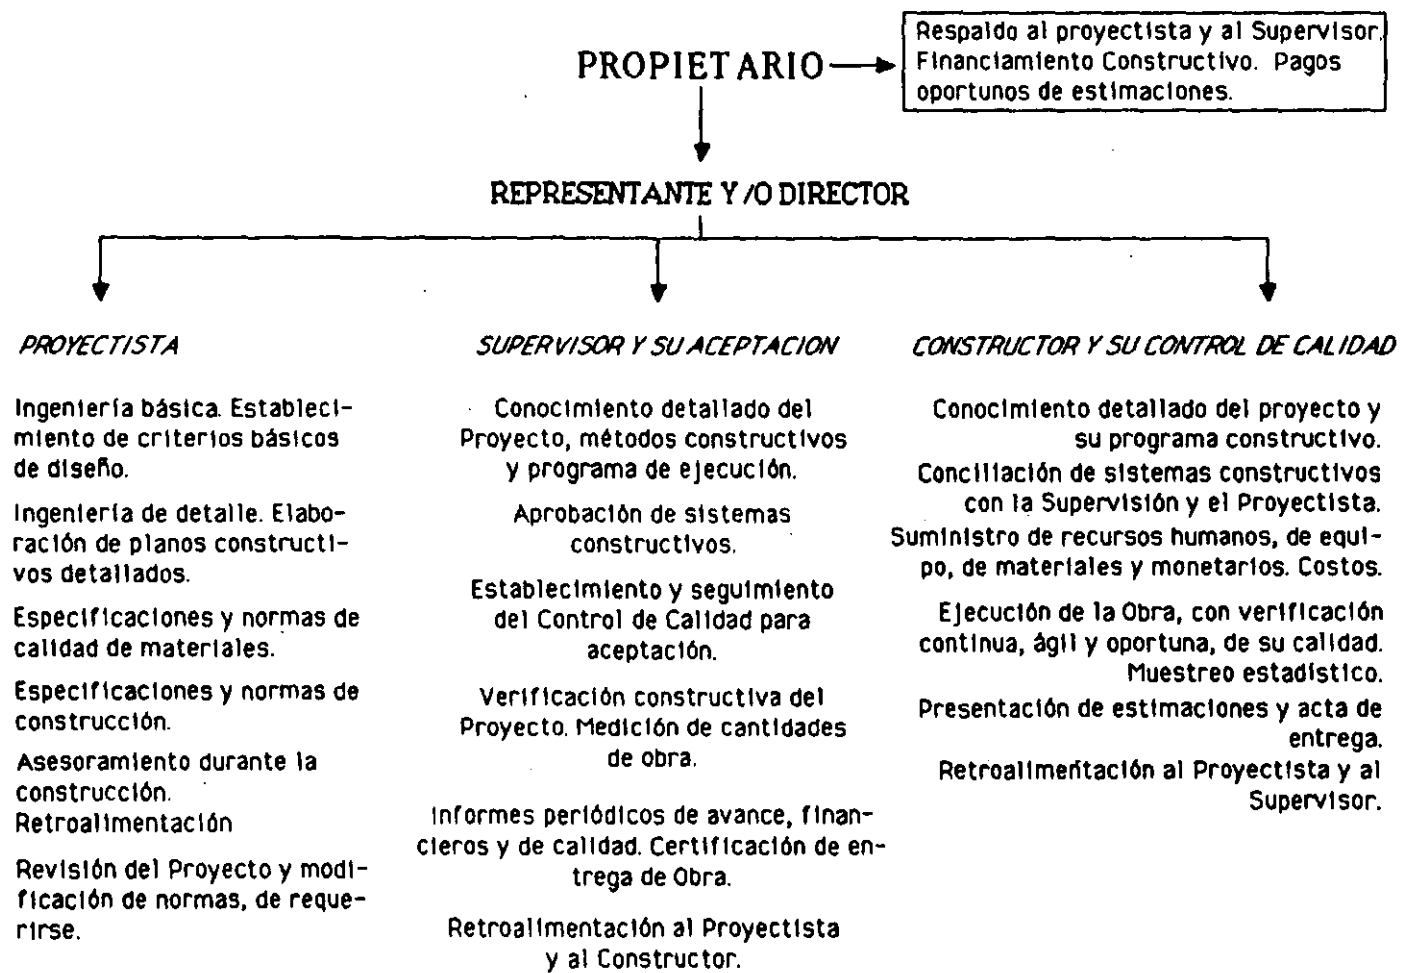 Respaldo al proyectista y al Supervisor.
Financiamiento Constructivo. Pagos
oportunos de estimaciones.
PROPIETARIO
REPRESENTANTE Y/O DIRECTOR
PROYECTISTA
Ingeniería básica. Estableci-
miento de criterios básicos
de diseño.
Ingeniería de detalle. Elabo-
ración de planos constructi-
vos detallados.
Especificaciones y normas de
calidad de materiales.
Especificaciones y normas de
construcción.
Asesoramiento durante la
construcción.
Retroalimentación
Revisión del Proyecto y modi-
ficación de normas, de reque-
rirse.
SUPERVISOR Y SU ACEPTACION
Conocimiento detallado del
Proyecto, métodos constructivos
y programa de ejecución.
Aprobación de sistemas
constructivos.
Establecimiento y seguimiento
del Control de Calidad para
aceptación.
Verificación constructiva del
Proyecto. Medición de cantidades
de obra.
Informes periódicos de avance, finan-
cieros y de calidad. Certificación de en-
trega de Obra.
Retroalimentación al Proyectista
y al Constructor.
CONSTRUCTOR Y SU CONTROL DE CALIDAD
Conocimiento detallado del proyecto y
su programa constructivo.
Conciliación de sistemas constructivos
con la Supervisión y el Proyectista.
Suministro de recursos humanos, de equi-
po, de materiales y monetarios. Costos.
Ejecución de la Obra, con verificación
continua, ágil y oportuna, de su calidad.
Muestreo estadístico.
Presentación de estimaciones y acta de
entrega.
Retroalimentación al Proyectista y al
Supervisor.